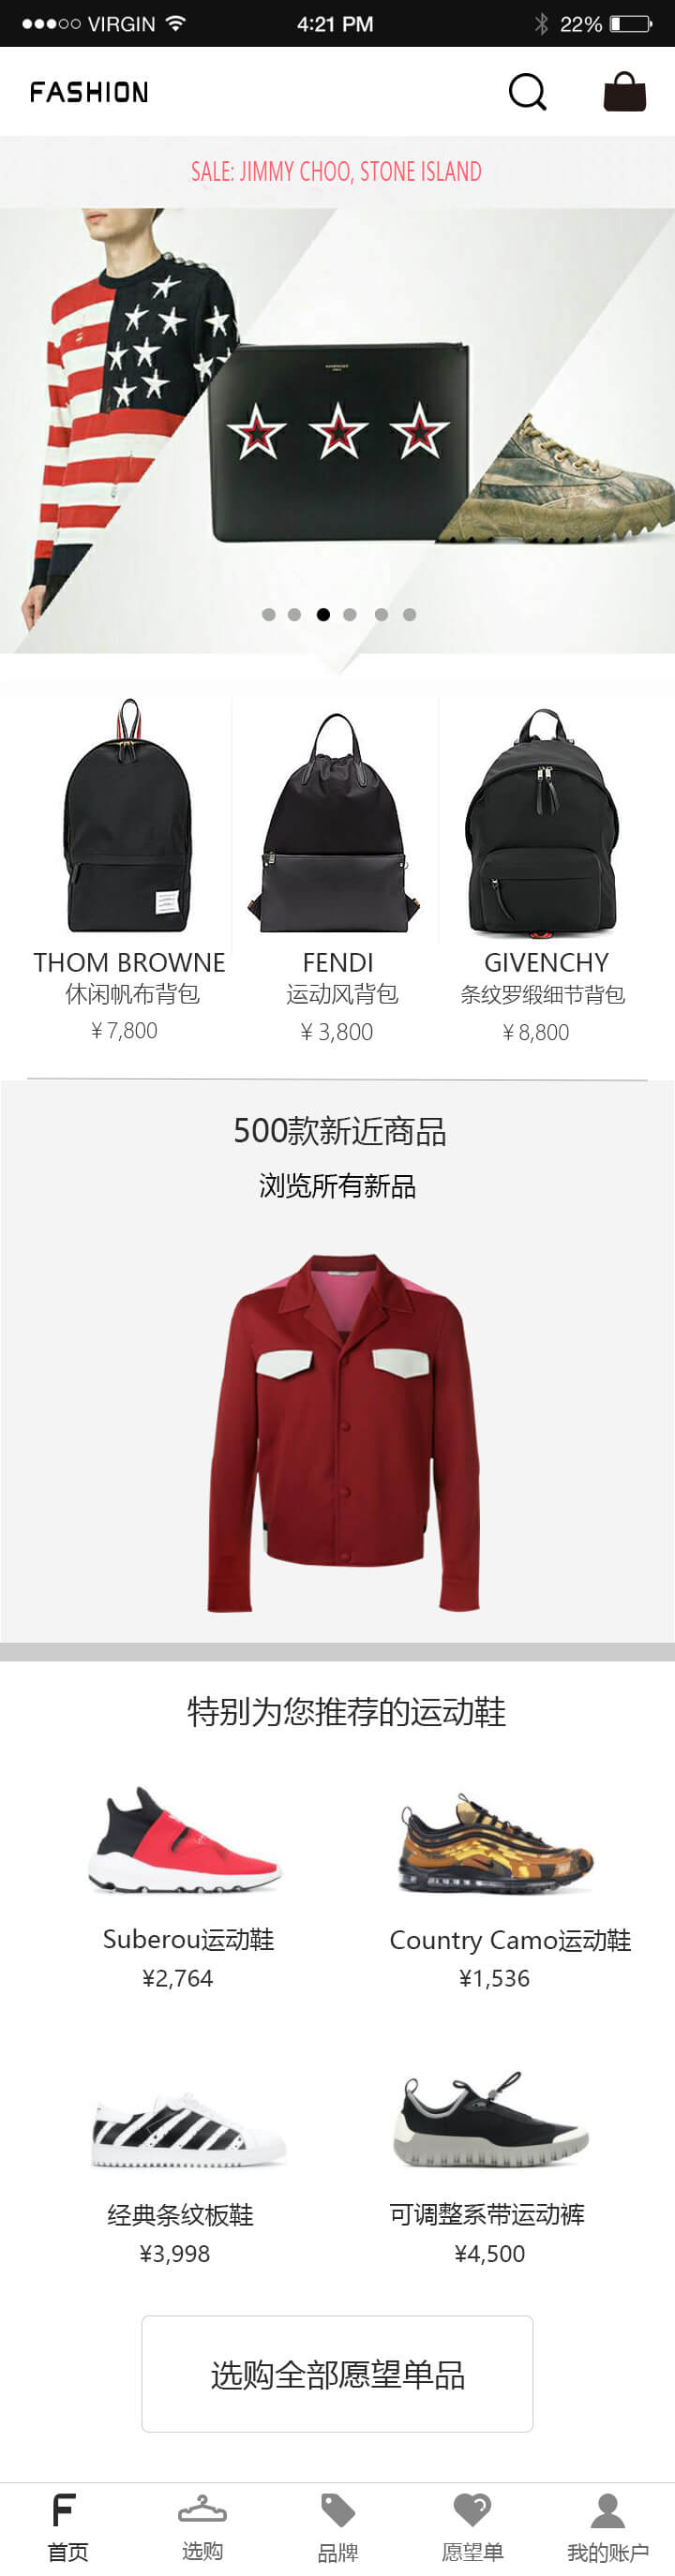 VIRGIN 4:21 PM 22%
FASHION
SALE: JIMMY CHOO, STONE ISLAND
THOM BROWNE FENDI GIVENCHY
休闲帆布背包 运动风背包 条纹罗缎细节背包
¥ 7,800 ¥ 3,800 ¥ 8,800
500款新近商品
浏览所有新品
特别为您推荐的运动鞋
Suberou运动鞋 Country Camo运动鞋
¥2,764 ¥1,536
经典条纹板鞋 可调整系带运动裤
¥3,998 ¥4,500
选购全部愿望单品
F
首页 选购 品牌 愿望单 我的账户